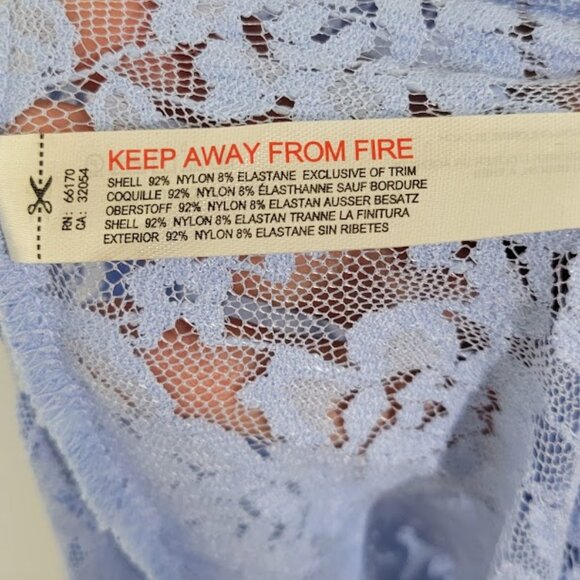 KEEP AWAY FROM FIRE
SHELL 92% NYLON 8% ELASTANE EXCLUSIVE OF TRIM
COQUILLE 92% NYLON 8% ÉLASTHANNE SAUF BORDURE
OBERSTOFF 92% NYLON 8% ELASTAN AUSSER BESATZ
SHELL 92% NYLON 8% ELASTAN TRANNE LA FINITURA
EXTERIOR 92% NYLON 8% ELASTANE SIN RIBETES
RN: 66170
CA: 32054